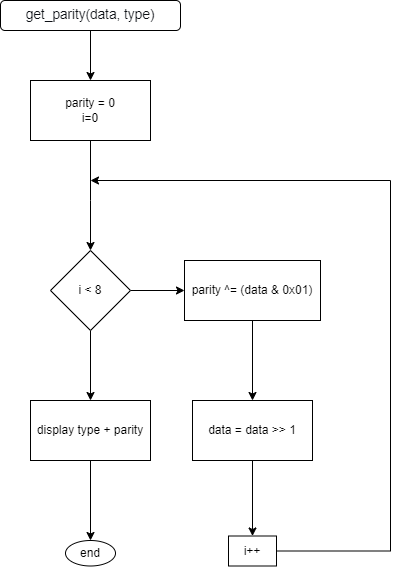 get_parity(data, type)
parity = 0
i=0
i < 8
parity ^= (data & 0x01)
display type + parity
data = data >> 1
end
i++